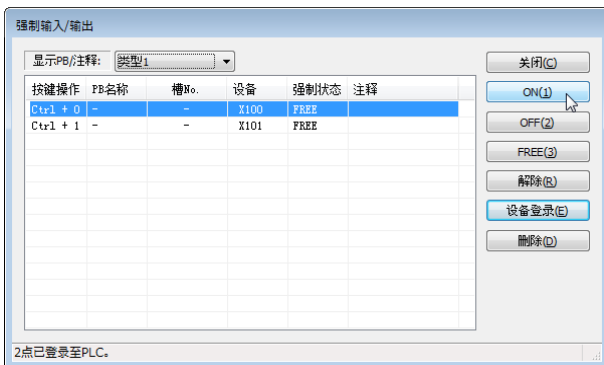 强制输入/输出
显示PB/注释: 类型1
关闭(C)
按键操作 PB名称 槽No. 设备 强制状态 注释
ON(1)
Ctrl + 0 - - X100 FREE
Ctrl + 1 - - X101 FREE
OFF(2)
FREE(3)
解除(R)
设备登录(E)
删除(D)
2点已登录至PLC。